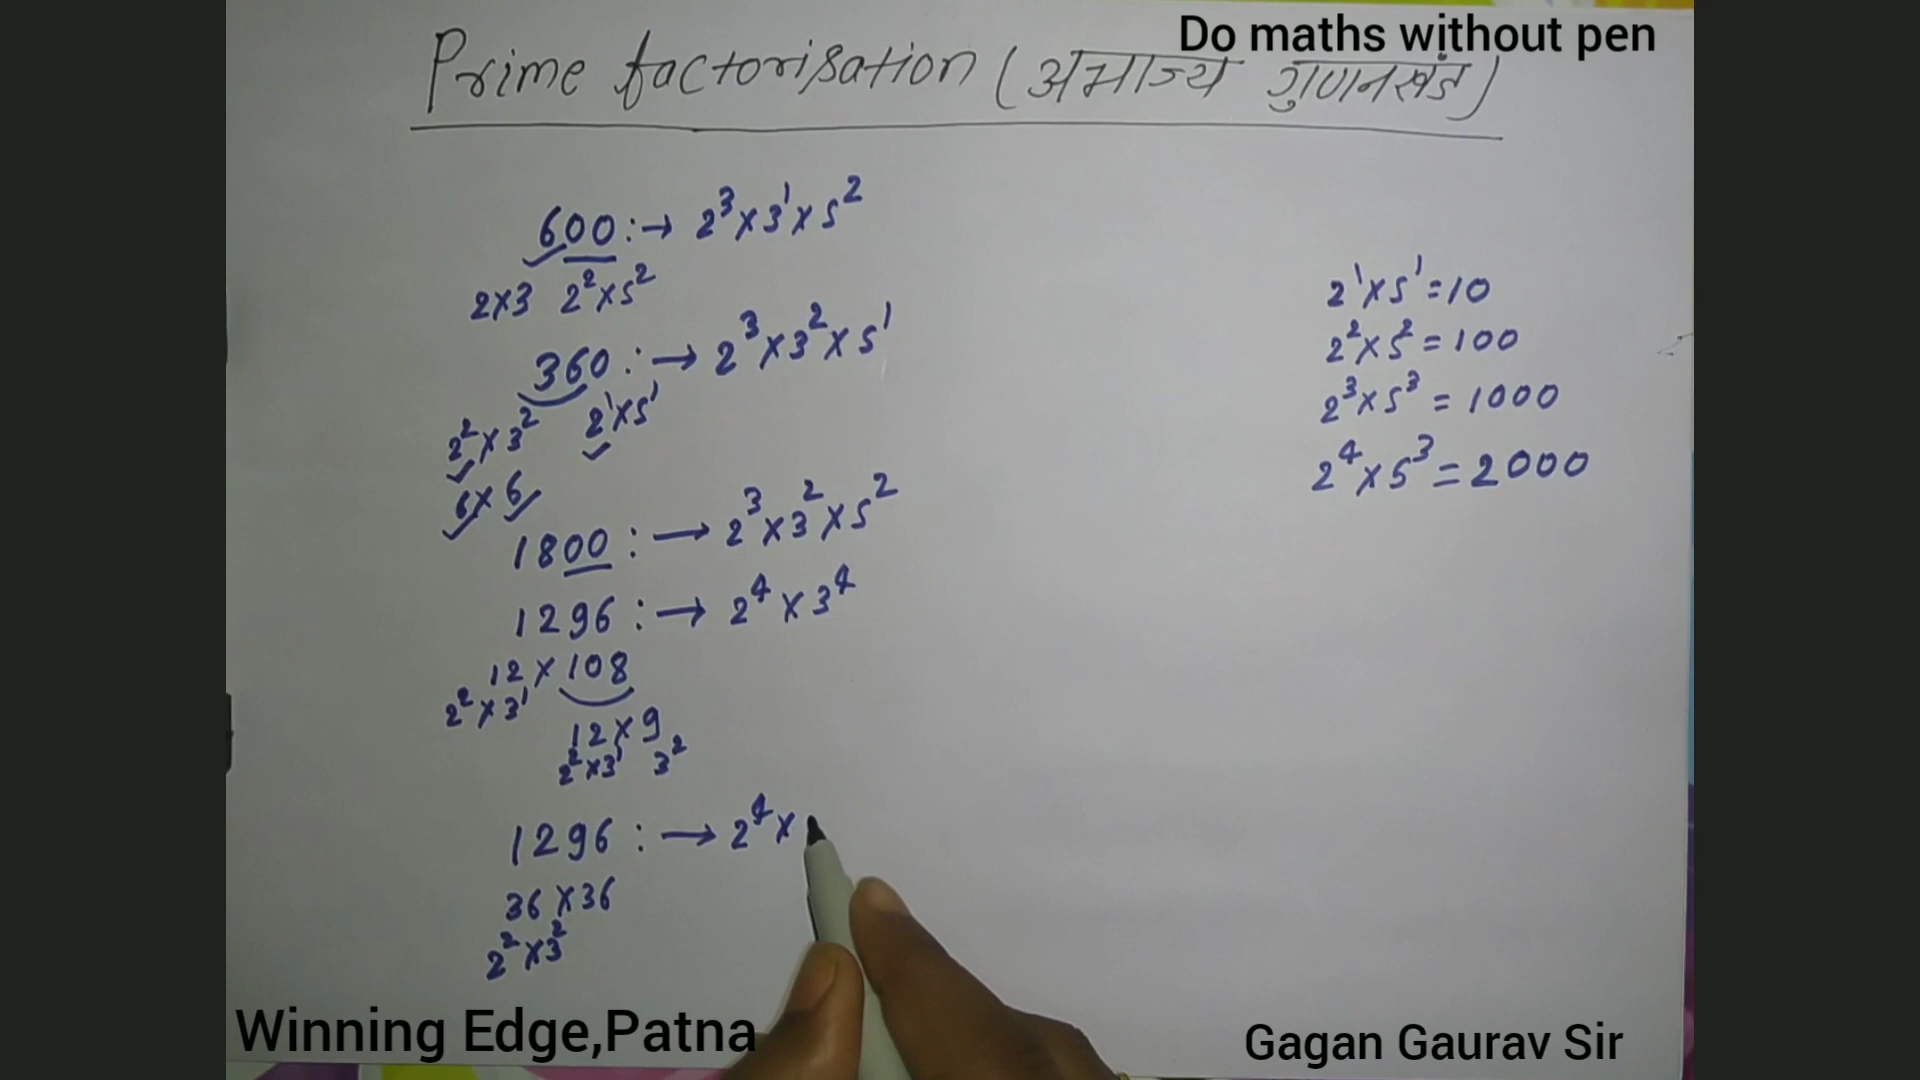 Do maths without pen
Prime factorisation (अभाज्य गुणनखंड)
600 :→ 2³×3¹×5²
2×3 2²×5²
360 :→ 2³×3²×5¹
2²×3² 2¹×5¹
6×6
1800 :→ 2³×3²×5²
1296 :→ 2⁴×3⁴
12×108
2²×3¹
12×9
2²×3¹ 3²
1296 :→ 2⁴×
36×36
2²×3²
2¹×5¹=10
2²×5²=100
2³×5³=1000
2⁴×5³=2000
Winning Edge,Patna
Gagan Gaurav Sir